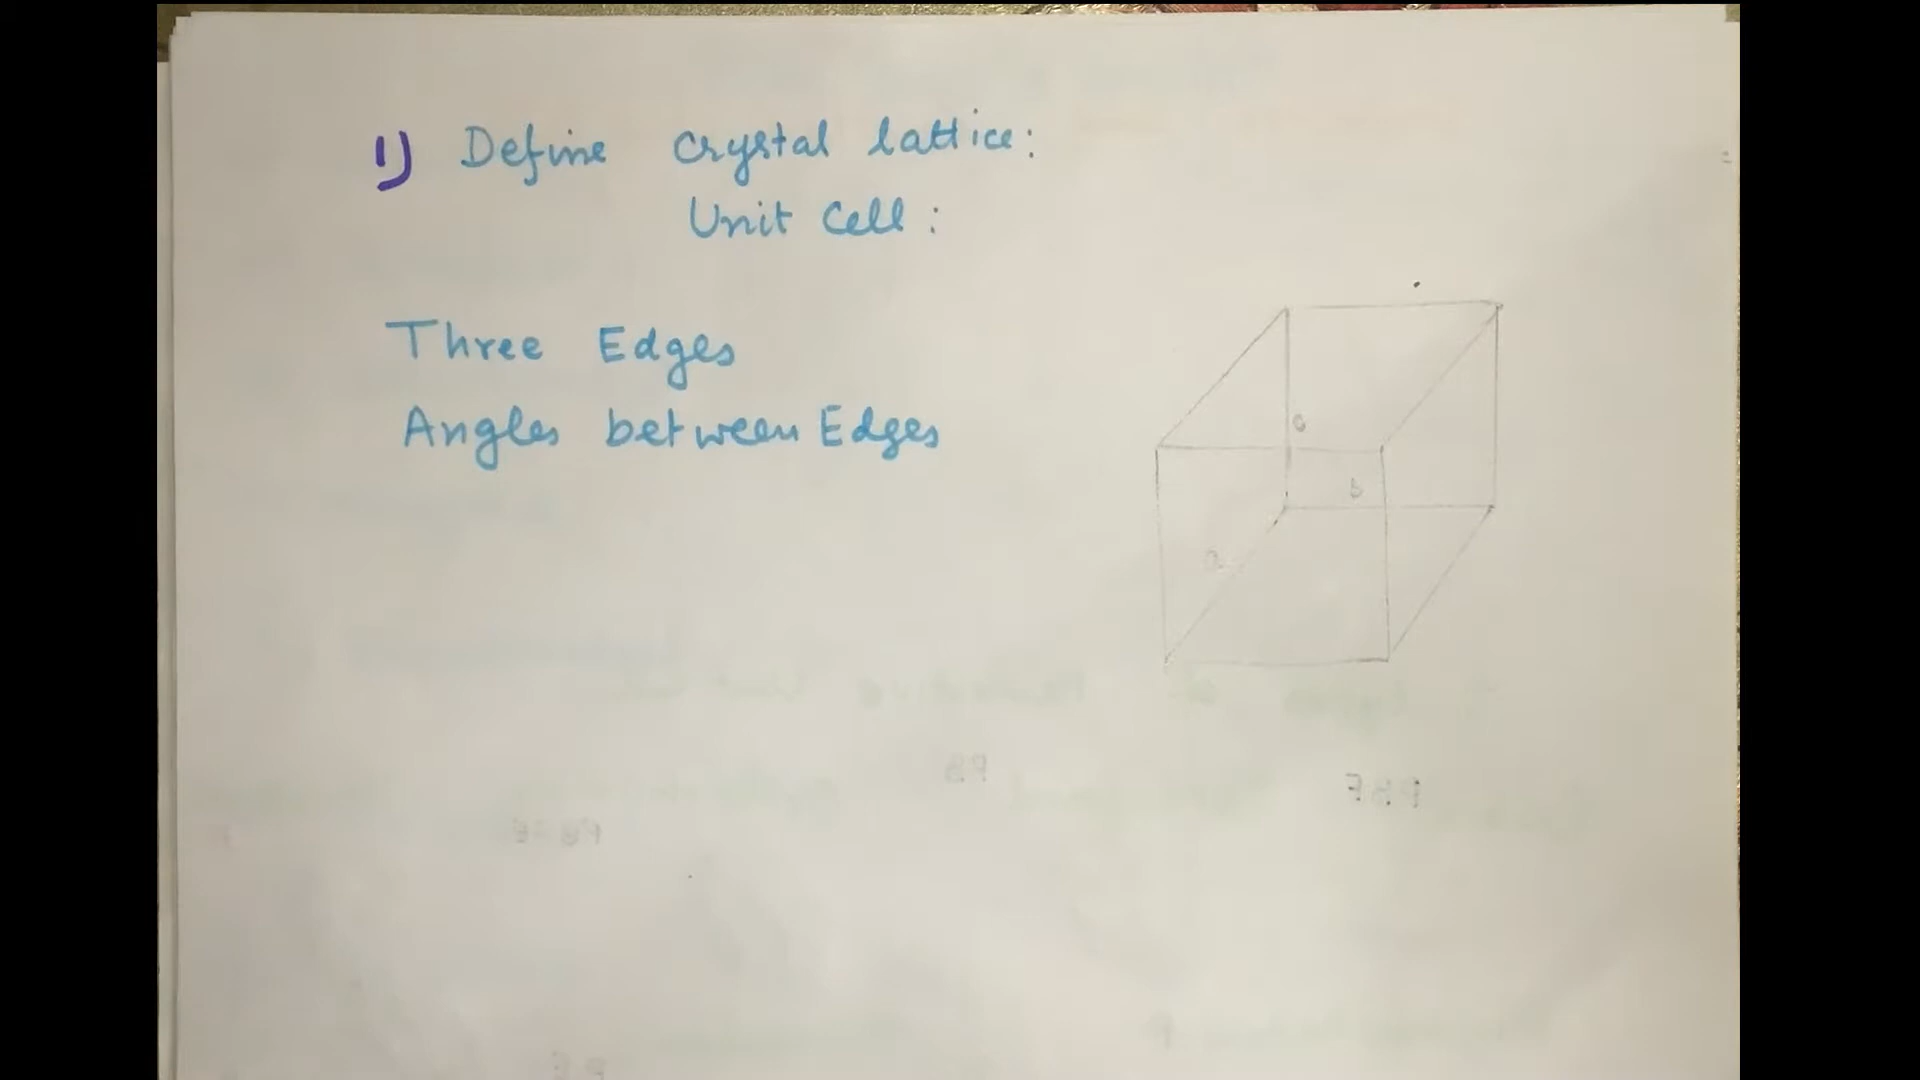 1) Define Crystal lattice:
Unit Cell:
Three Edges
Angles between Edges
c
b
a